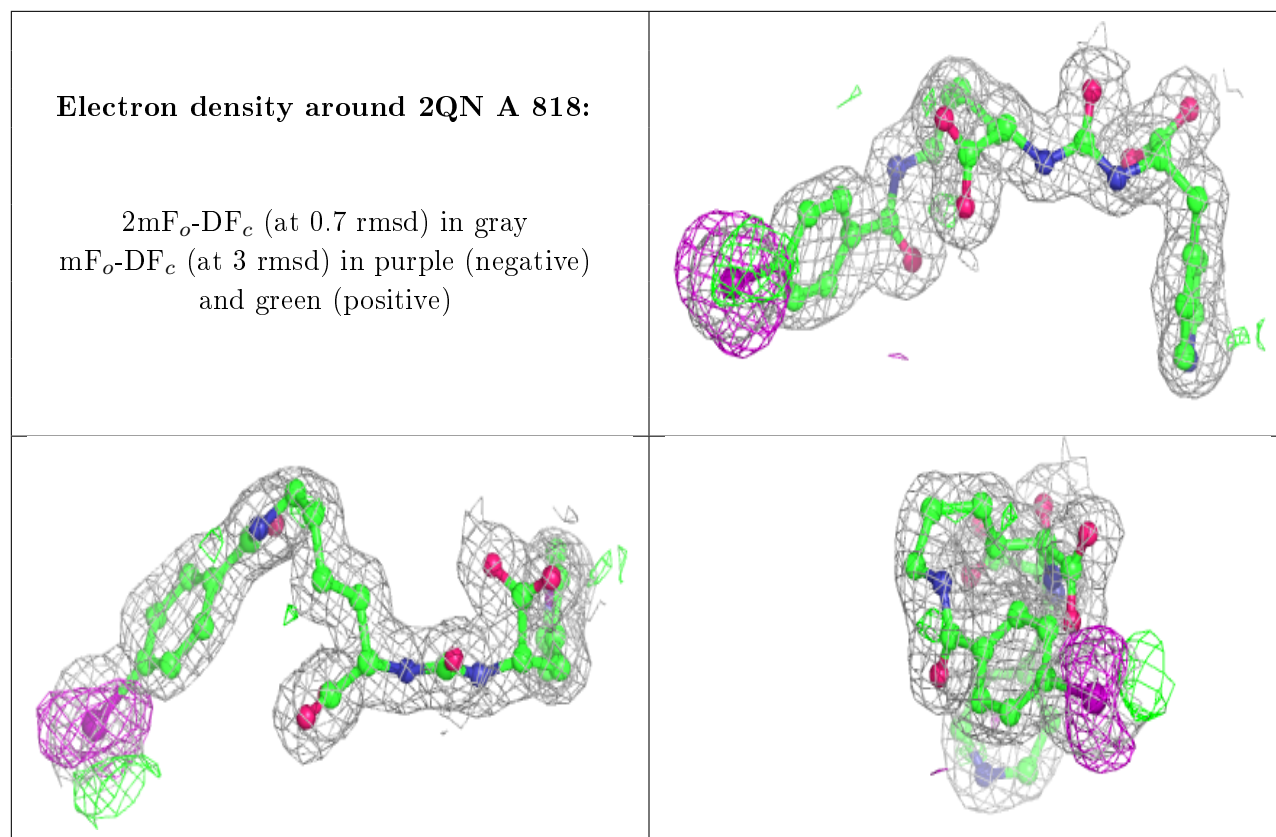 Electron density around 2QN A 818:
2mFₒ-DF𝒸 (at 0.7 rmsd) in gray
mFₒ-DF𝒸 (at 3 rmsd) in purple (negative)
and green (positive)